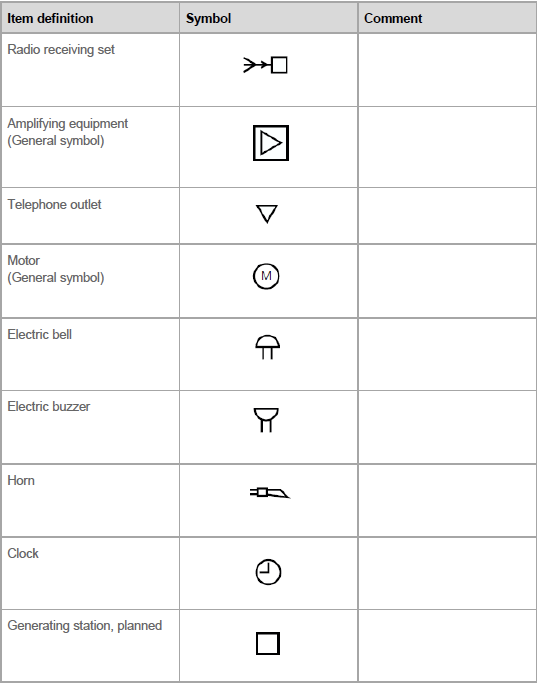 Item definition Symbol Comment
Radio receiving set
Amplifying equipment
(General symbol)
Telephone outlet
Motor
(General symbol)
M
Electric bell
Electric buzzer
Horn
Clock
Generating station, planned